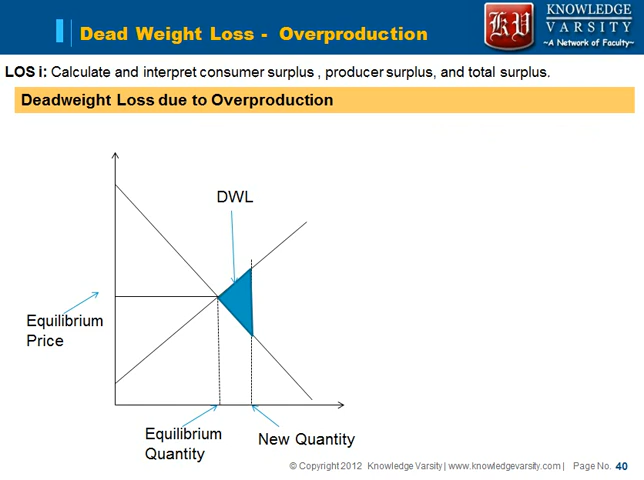 Dead Weight Loss - Overproduction
KNOWLEDGE
VARSITY
~A Network of Faculty~
KV
LOS i: Calculate and interpret consumer surplus , producer surplus, and total surplus.
Deadweight Loss due to Overproduction
DWL
Equilibrium
Price
Equilibrium
Quantity
New Quantity
© Copyright 2012 Knowledge Varsity | www.knowledgevarsity.com | Page No. 40